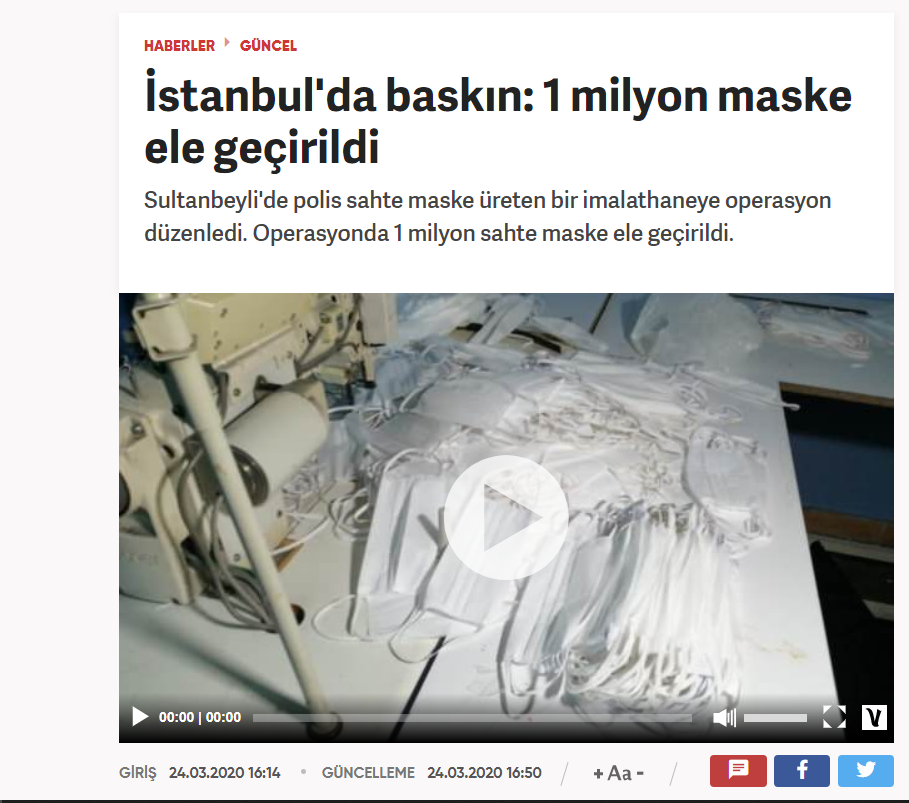 HABERLER GÜNCEL
İstanbul'da baskın: 1 milyon maske
ele geçirildi
Sultanbeyli'de polis sahte maske üreten bir imalathaneye operasyon
düzenledi. Operasyonda 1 milyon sahte maske ele geçirildi.
00:00 | 00:00
V
GİRİŞ 24.03.2020 16:14 • GÜNCELLEME 24.03.2020 16:50 / + Aa - /
f